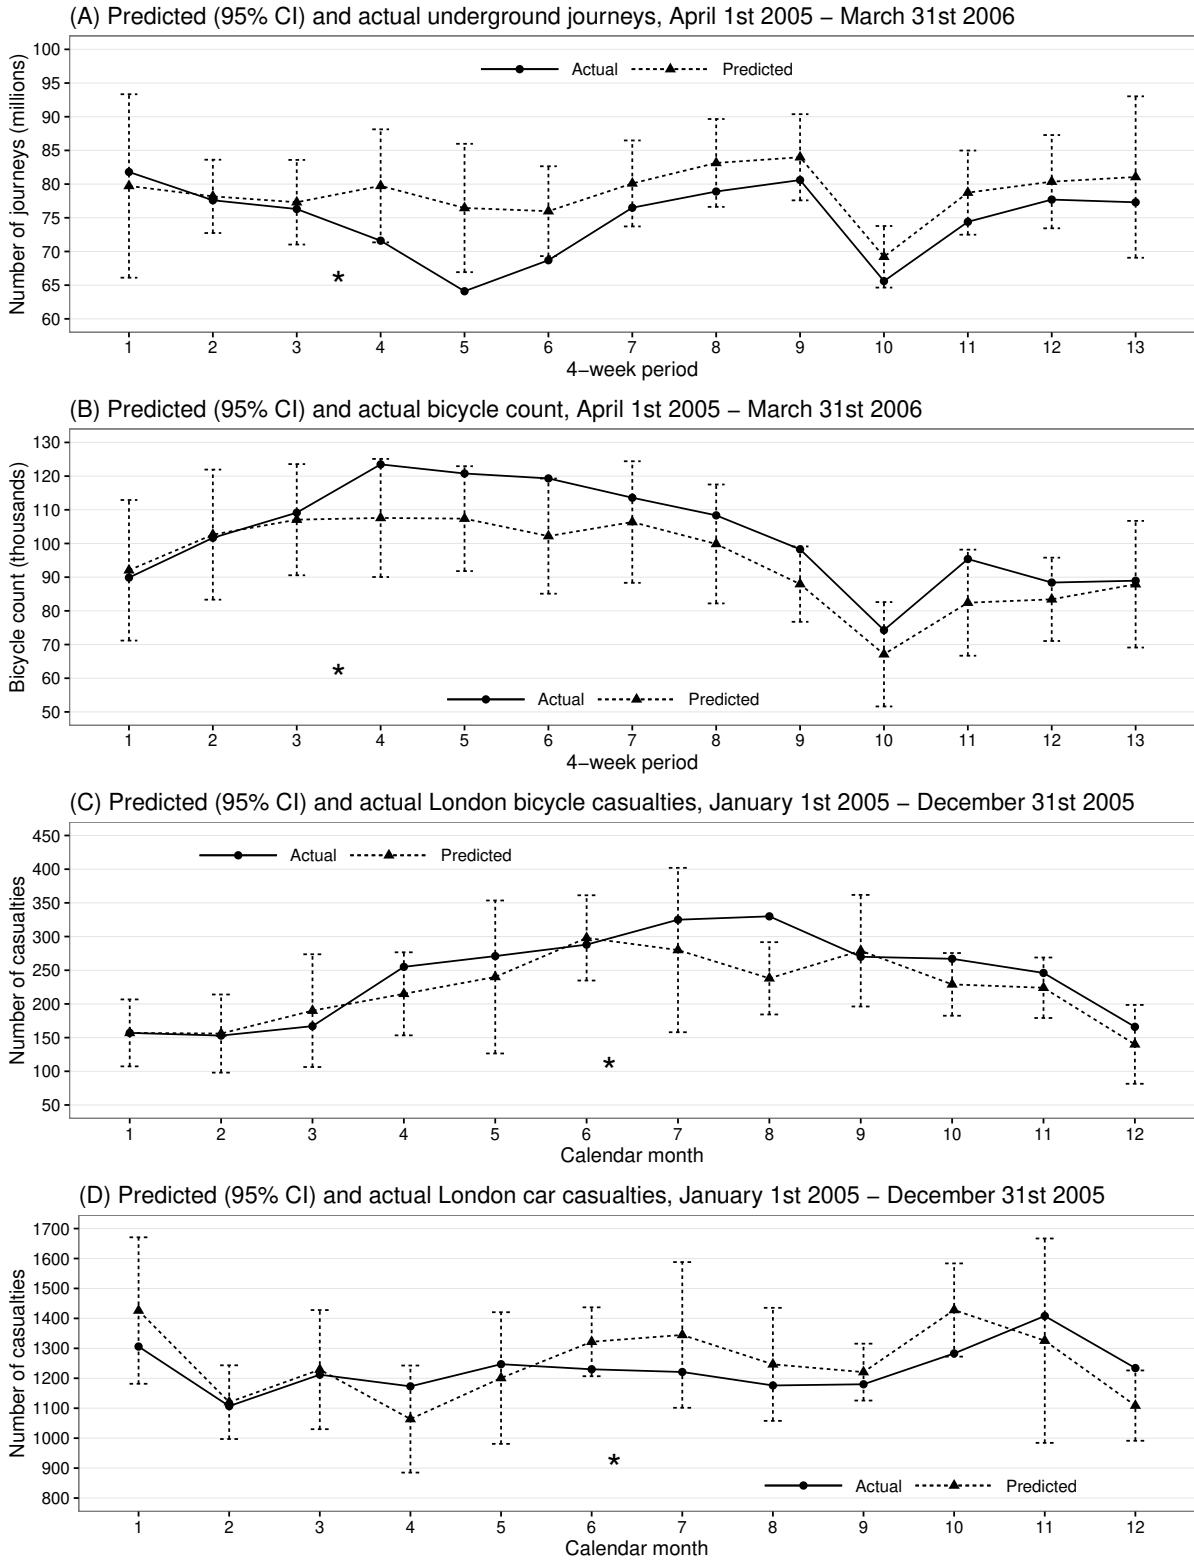 (A) Predicted (95% CI) and actual underground journeys, April 1st 2005 − March 31st 2006
Number of journeys (millions)
100
95
90
85
80
75
70
65
60
Actual
Predicted
*
1 2 3 4 5 6 7 8 9 10 11 12 13
4−week period
(B) Predicted (95% CI) and actual bicycle count, April 1st 2005 − March 31st 2006
Bicycle count (thousands)
130
120
110
100
90
80
70
60
50
*
Actual
Predicted
1 2 3 4 5 6 7 8 9 10 11 12 13
4−week period
(C) Predicted (95% CI) and actual London bicycle casualties, January 1st 2005 − December 31st 2005
Number of casualties
450
400
350
300
250
200
150
100
50
Actual
Predicted
*
1 2 3 4 5 6 7 8 9 10 11 12
Calendar month
(D) Predicted (95% CI) and actual London car casualties, January 1st 2005 − December 31st 2005
Number of casualties
1700
1600
1500
1400
1300
1200
1100
1000
900
800
*
Actual
Predicted
1 2 3 4 5 6 7 8 9 10 11 12
Calendar month